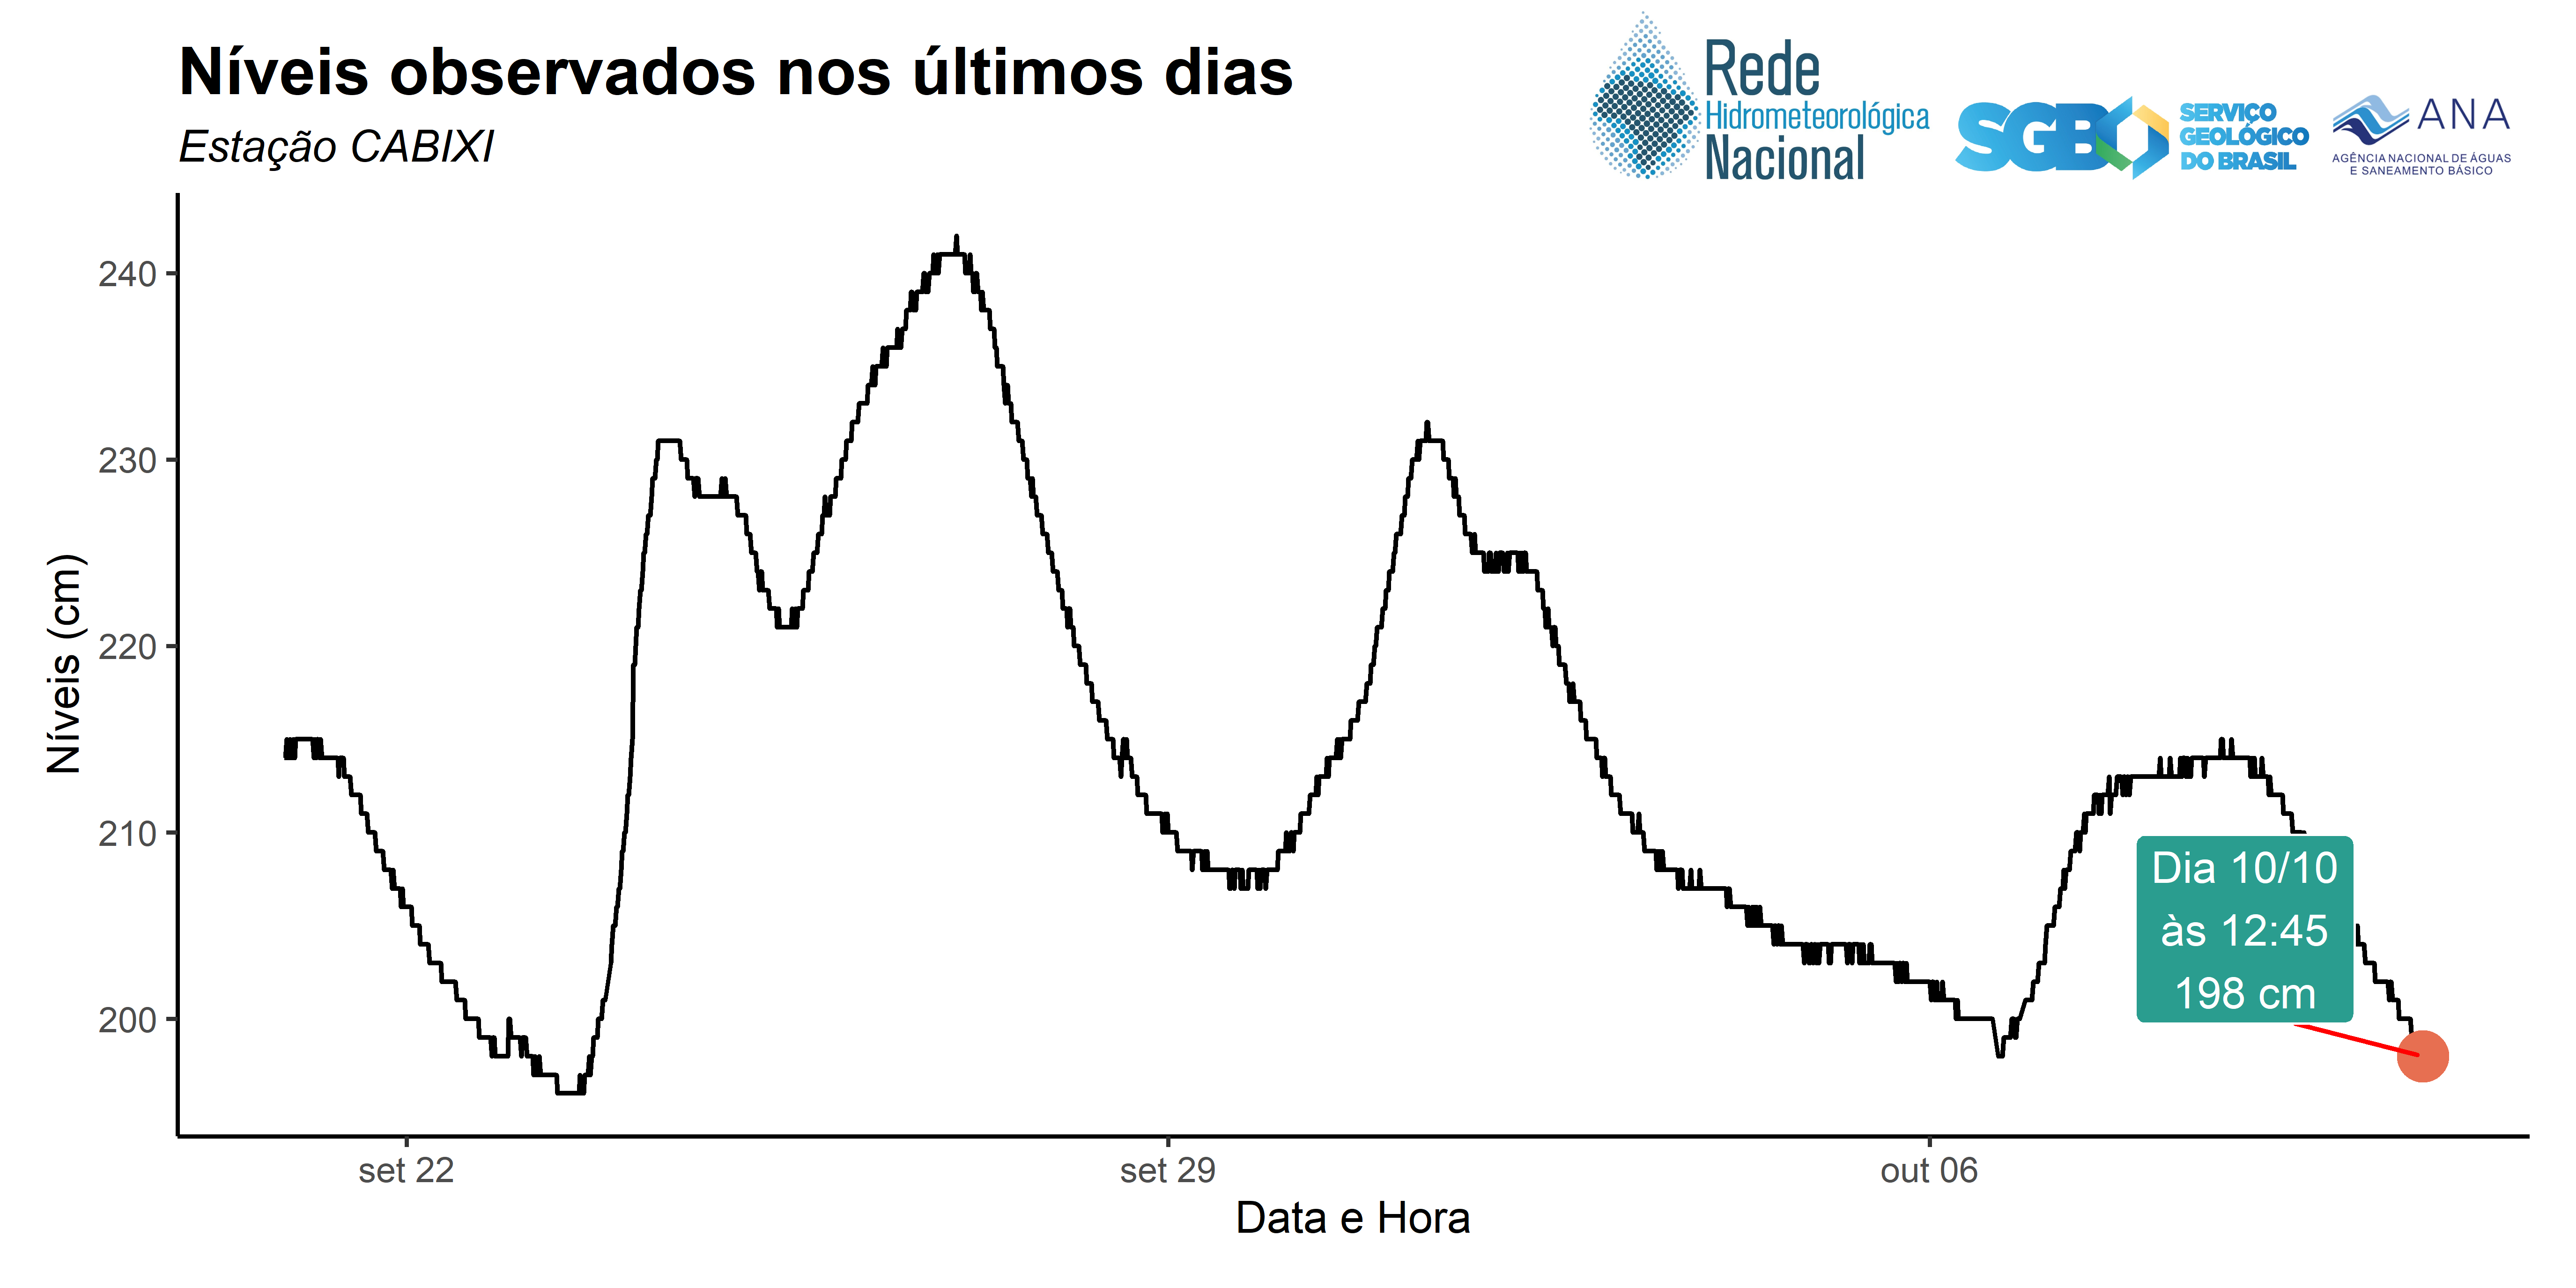 Níveis observados nos últimos dias
Estação CABIXI
Rede
Hidrometeorológica
Nacional
SGB
SERVIÇO
GEOLÓGICO
DO BRASIL
ANA
AGÊNCIA NACIONAL DE ÁGUAS
E SANEAMENTO BÁSICO
Níveis (cm)
240
230
220
210
200
Dia 10/10
às 12:45
198 cm
set 22
set 29
out 06
Data e Hora